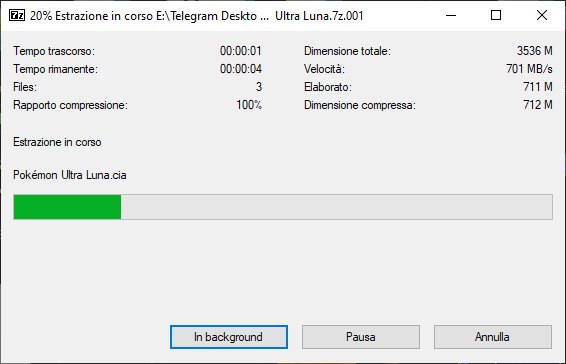 7z 20% Estrazione in corso E:\Telegram Deskto ... Ultra Luna.7z.001
Tempo trascorso: 00:00:01 Dimensione totale: 3536 M
Tempo rimanente: 00:00:04 Velocità: 701 MB/s
Files: 3 Elaborato: 711 M
Rapporto compressione: 100% Dimensione compressa: 712 M
Estrazione in corso
Pokémon Ultra Luna.cia
In background Pausa Annulla